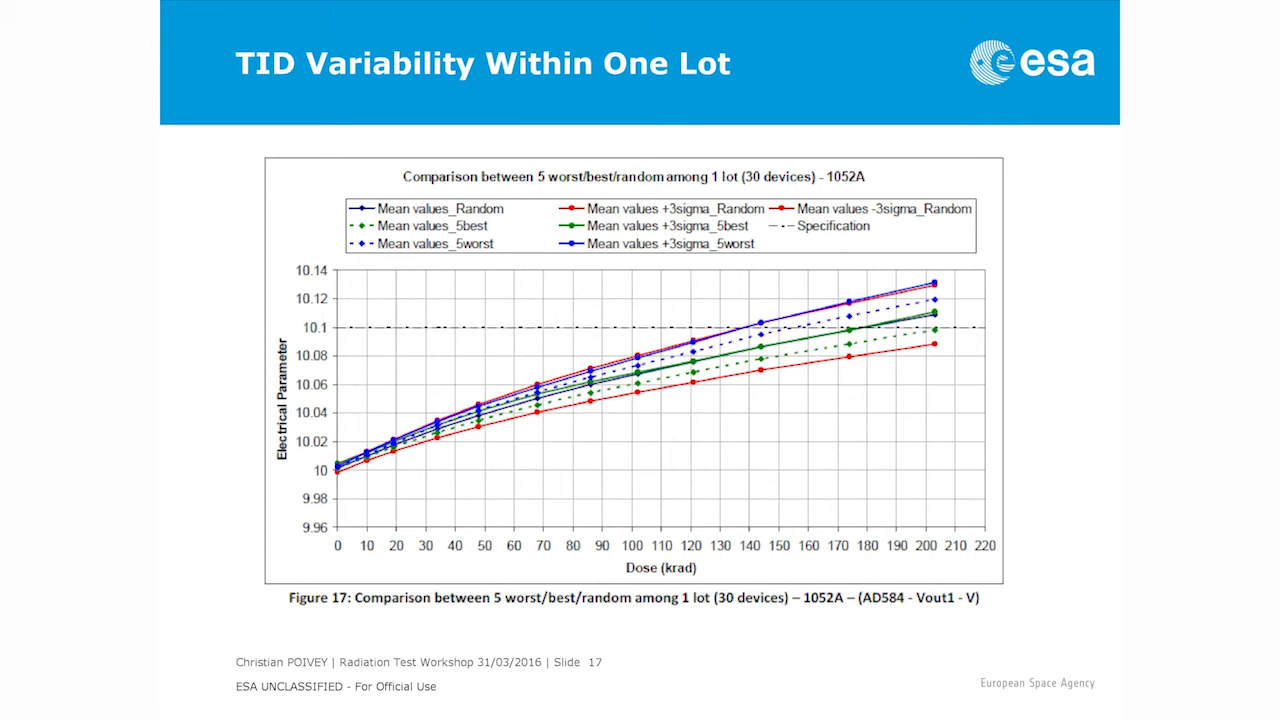 TID Variability Within One Lot
esa
Comparison between 5 worst/best/random among 1 lot (30 devices) - 1052A
Mean values_Random Mean values +3sigma_Random Mean values -3sigma_Random
Mean values_5best Mean values +3sigma_5best Specification
Mean values_5worst Mean values +3sigma_5worst
10.14
10.12
10.1
10.08
10.06
10.04
10.02
10
9.98
9.96
Electrical Parameter
0 10 20 30 40 50 60 70 80 90 100 110 120 130 140 150 160 170 180 190 200 210 220
Dose (krad)
Figure 17: Comparison between 5 worst/best/random among 1 lot (30 devices) – 1052A – (AD584 - Vout1 - V)
Christian POIVEY | Radiation Test Workshop 31/03/2016 | Slide 17
ESA UNCLASSIFIED - For Official Use
European Space Agency